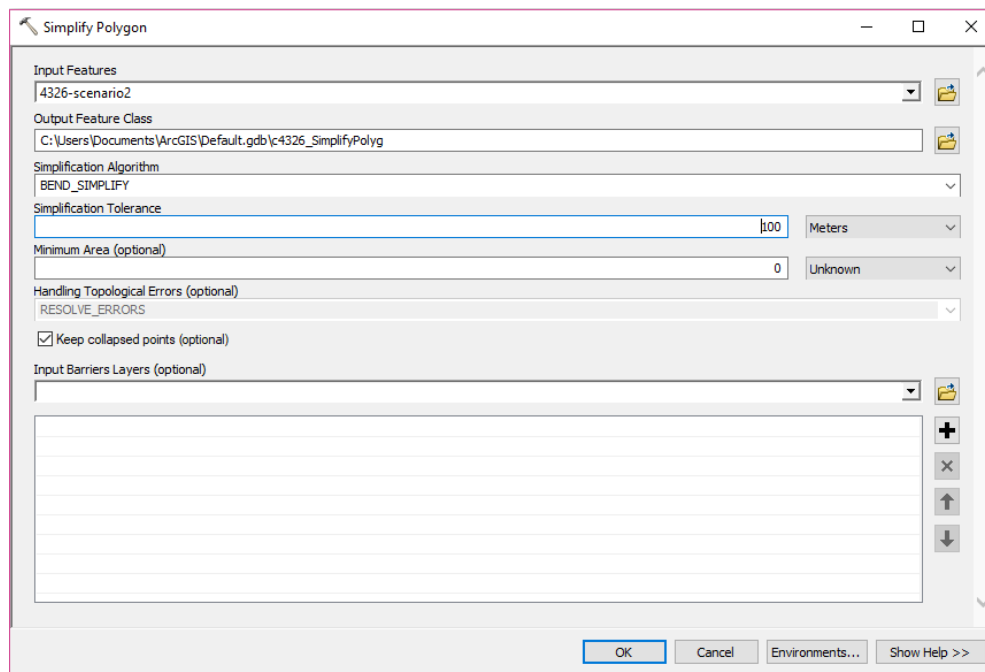 Simplify Polygon
Input Features
4326-scenario2
Output Feature Class
C:\Users\Documents\ArcGIS\Default.gdb\c4326_SimplifyPolyg
Simplification Algorithm
BEND_SIMPLIFY
Simplification Tolerance
100 Meters
Minimum Area (optional)
0 Unknown
Handling Topological Errors (optional)
RESOLVE_ERRORS
Keep collapsed points (optional)
Input Barriers Layers (optional)
OK Cancel Environments... Show Help >>